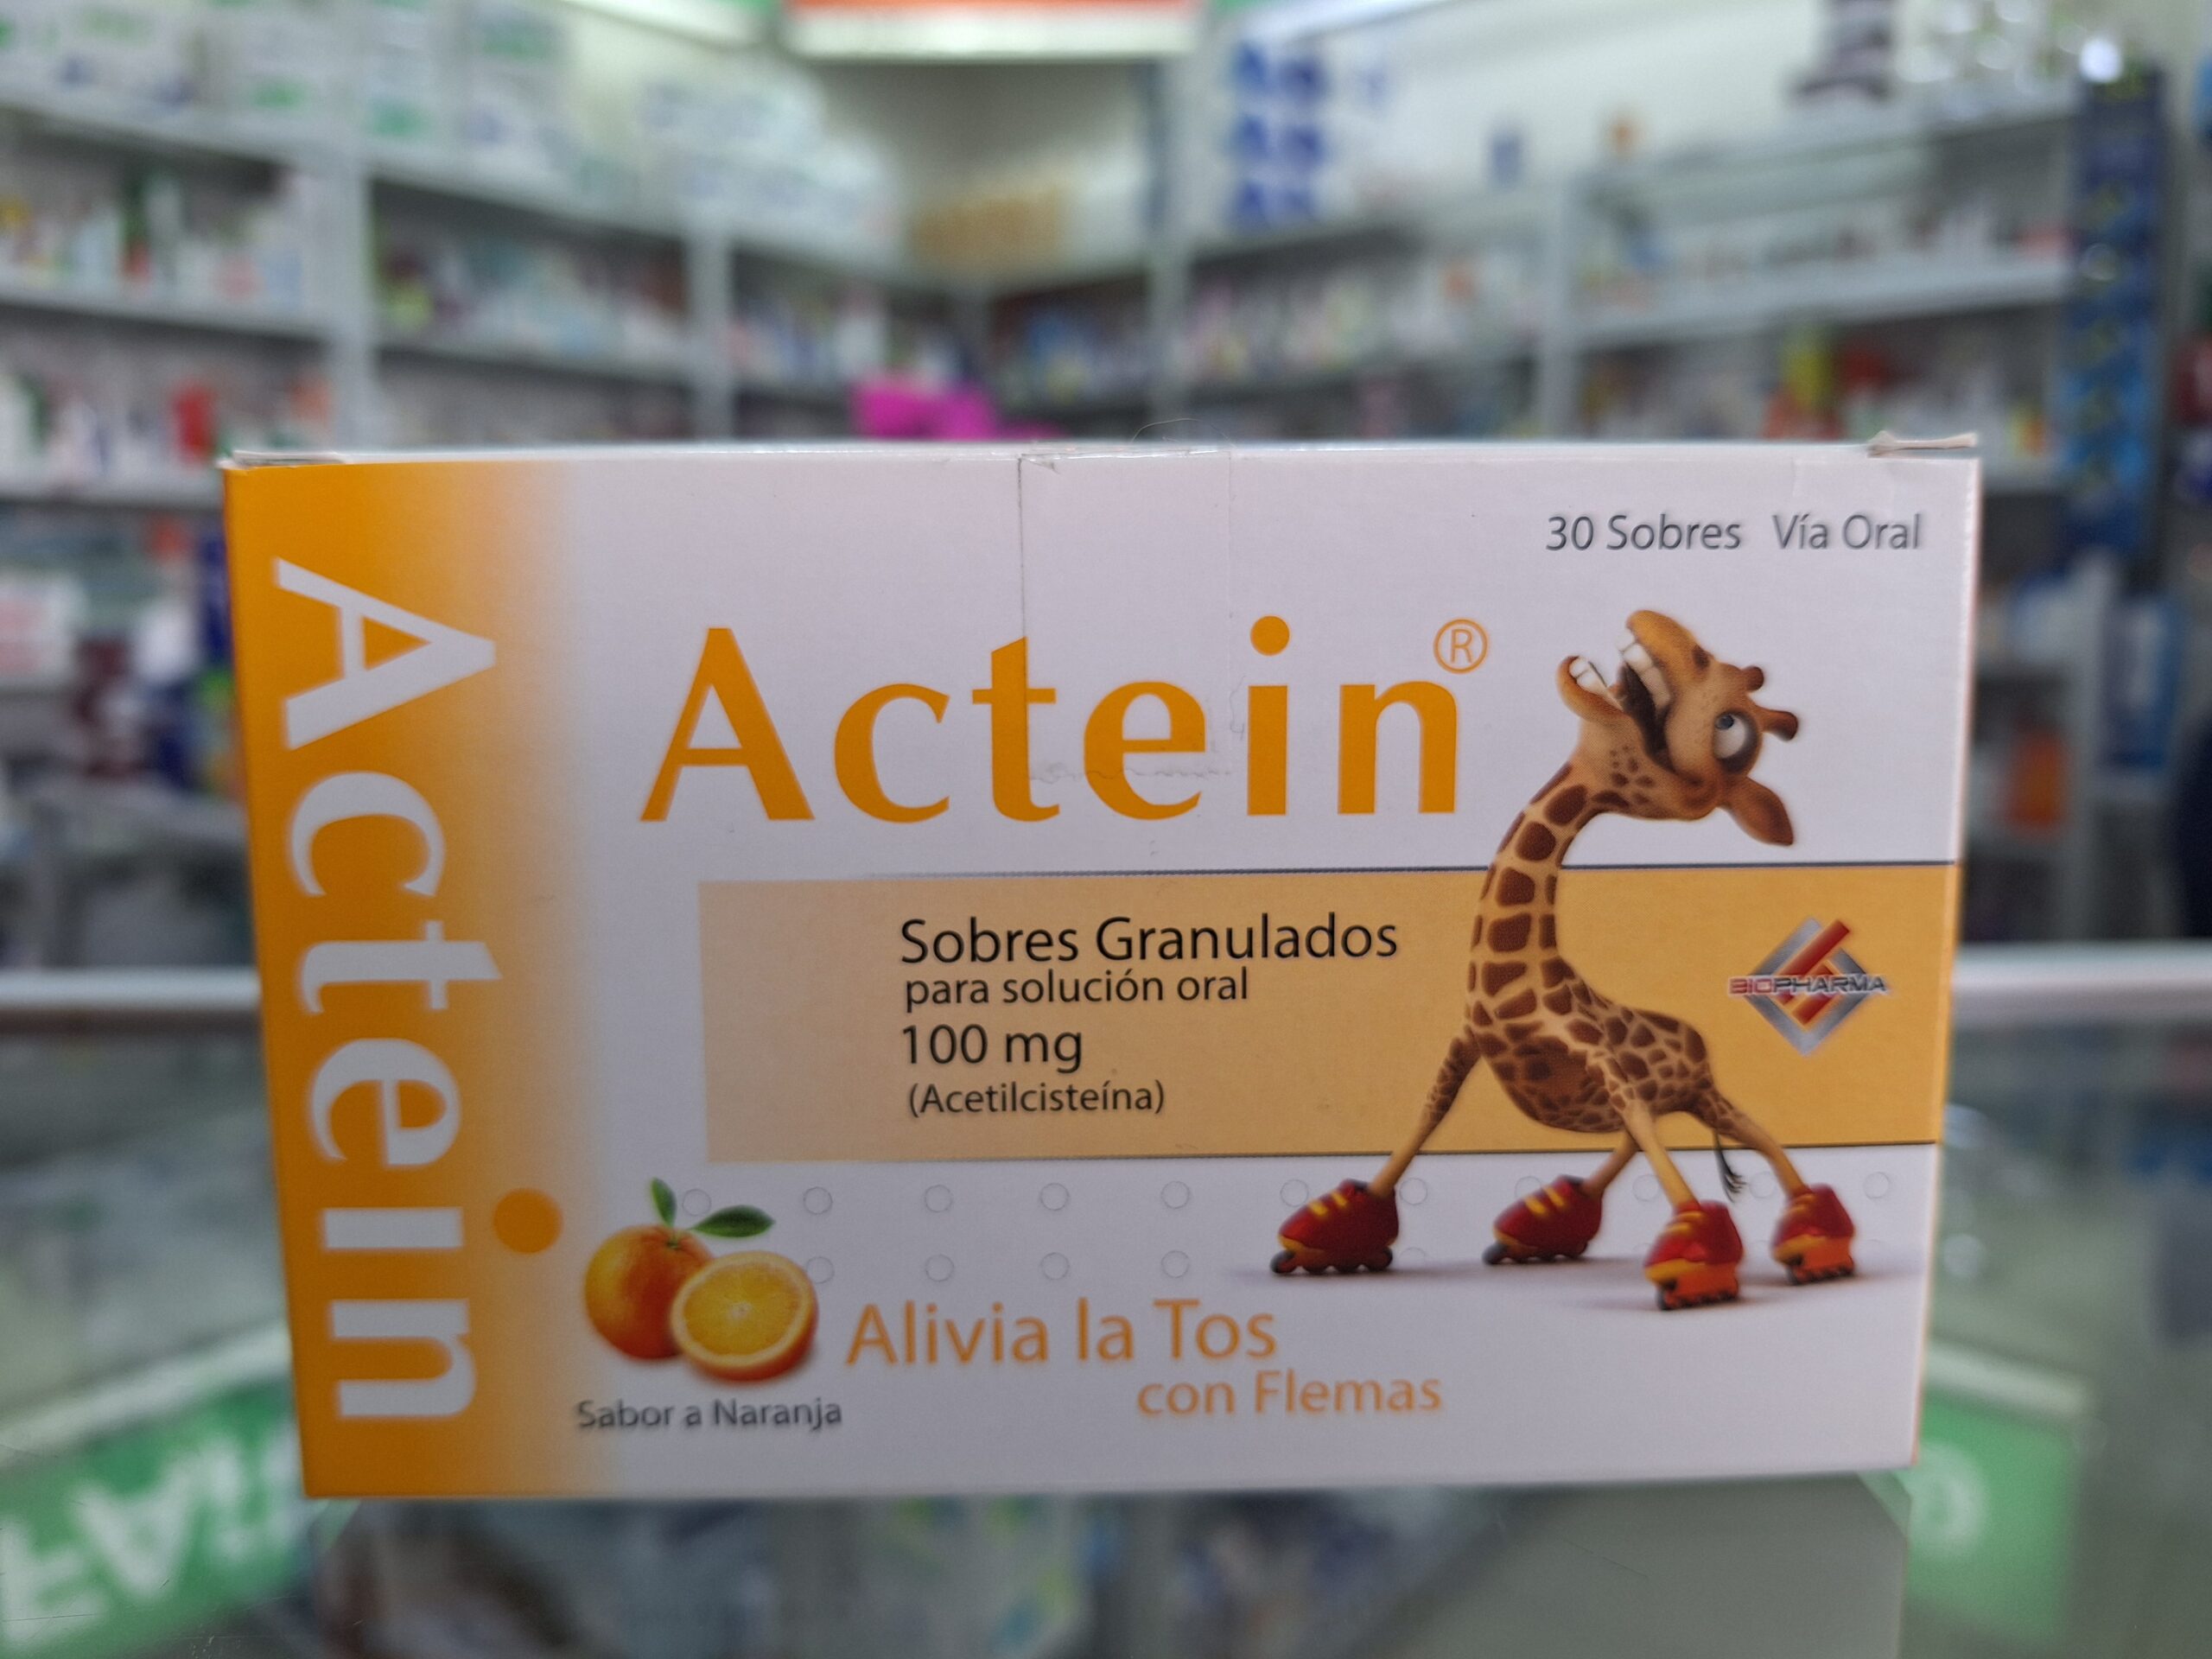 30 Sobres Vía Oral
Actein
Actein®
Sobres Granulados
para solución oral
100 mg
(Acetilcisteína)
BIOPHARMA
Alivia la Tos
con Flemas
Sabor a Naranja